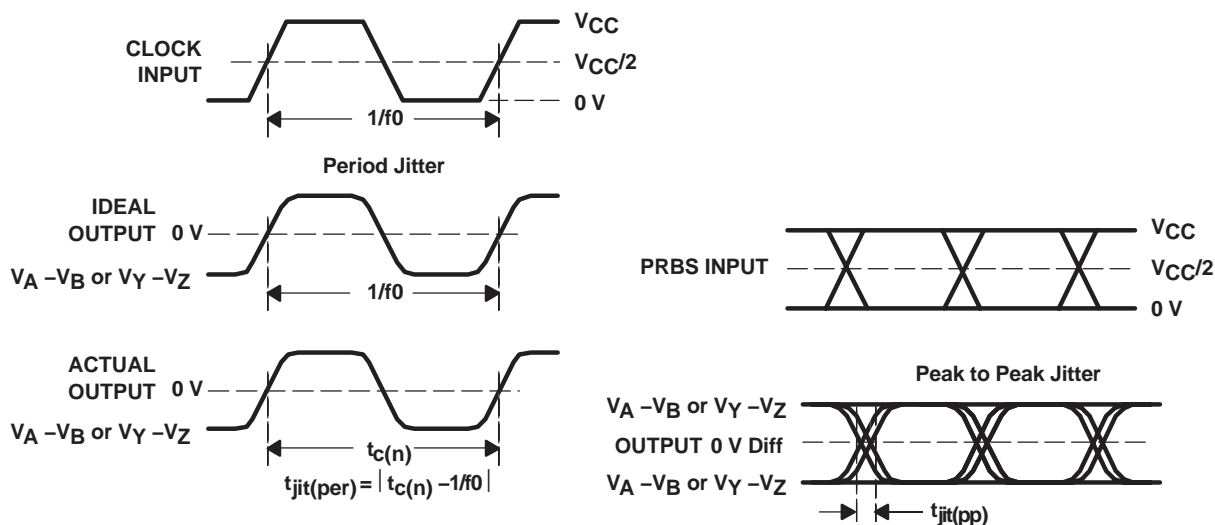 CLOCK
INPUT
VCC
VCC/2
0 V
1/f0
Period Jitter
IDEAL
OUTPUT 0 V
VA –VB or VY –VZ
1/f0
ACTUAL
OUTPUT 0 V
VA –VB or VY –VZ
tc(n)
tjit(per) = | tc(n) –1/f0 |
PRBS INPUT
VCC
VCC/2
0 V
Peak to Peak Jitter
VA –VB or VY –VZ
OUTPUT 0 V Diff
VA –VB or VY –VZ
tjit(pp)